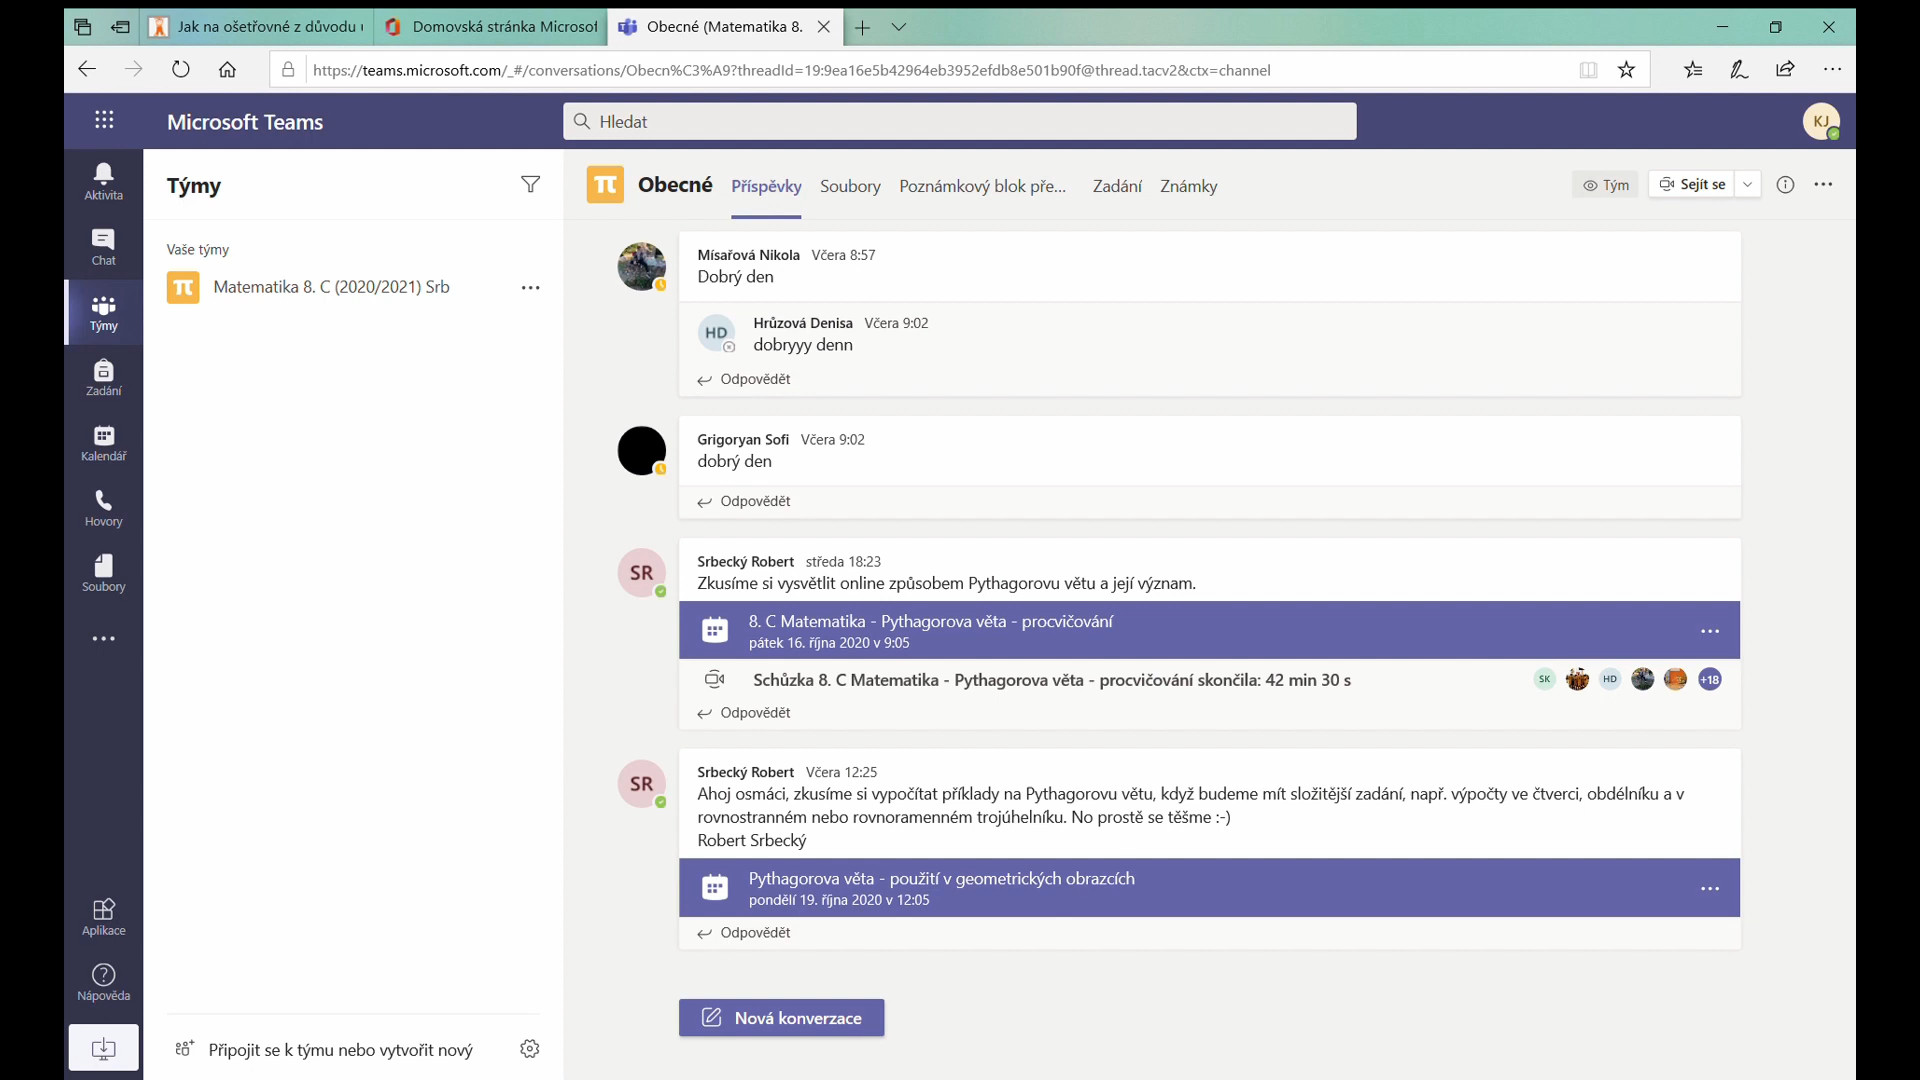 Jak na ošetřovné z důvodu
Domovská stránka Microsof
Obecné (Matematika 8.
https://teams.microsoft.com/_#/conversations/Obecn%C3%A9?threadId=19:9ea16e5b42964eb3952efdb8e501b90f@thread.tacv2&ctx=channel
Microsoft Teams
Hledat
KJ
Aktivita
Chat
Týmy
Zadání
Kalendář
Hovory
Soubory
Aplikace
Nápověda
Týmy
Vaše týmy
π Matematika 8. C (2020/2021) Srb
Připojit se k týmu nebo vytvořit nový
π Obecné Příspěvky Soubory Poznámkový blok pře... Zadání Známky
Tým Sejít se
Mísařová Nikola Včera 8:57
Dobrý den
HD Hrůzová Denisa Včera 9:02
dobryyy denn
Odpovědět
Grigoryan Sofi Včera 9:02
dobrý den
Odpovědět
SR Srbecký Robert středa 18:23
Zkusíme si vysvětlit online způsobem Pythagorovu větu a její význam.
8. C Matematika - Pythagorova věta - procvičování
pátek 16. října 2020 v 9:05
Schůzka 8. C Matematika - Pythagorova věta - procvičování skončila: 42 min 30 s SK HD +18
Odpovědět
SR Srbecký Robert Včera 12:25
Ahoj osmáci, zkusíme si vypočítat příklady na Pythagorovu větu, když budeme mít složitější zadání, např. výpočty ve čtverci, obdélníku a v
rovnostranném nebo rovnoramenném trojúhelníku. No prostě se těšme :-)
Robert Srbecký
Pythagorova věta - použití v geometrických obrazcích
pondělí 19. října 2020 v 12:05
Odpovědět
Nová konverzace